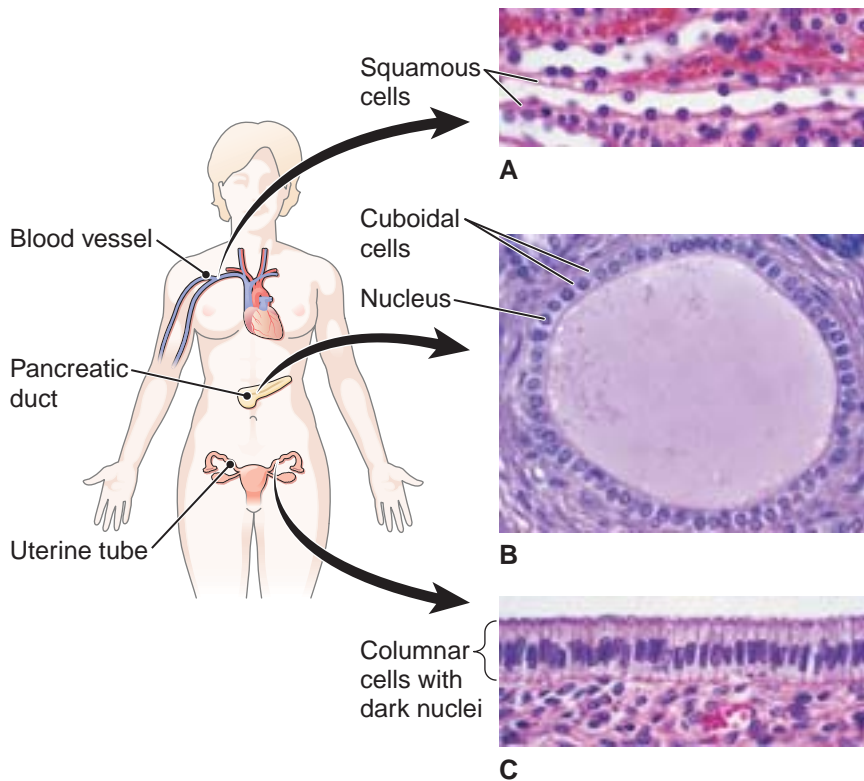 Squamous
cells
A
Blood vessel
Cuboidal
cells
Nucleus
Pancreatic
duct
Uterine tube
B
Columnar
cells with
dark nuclei
C